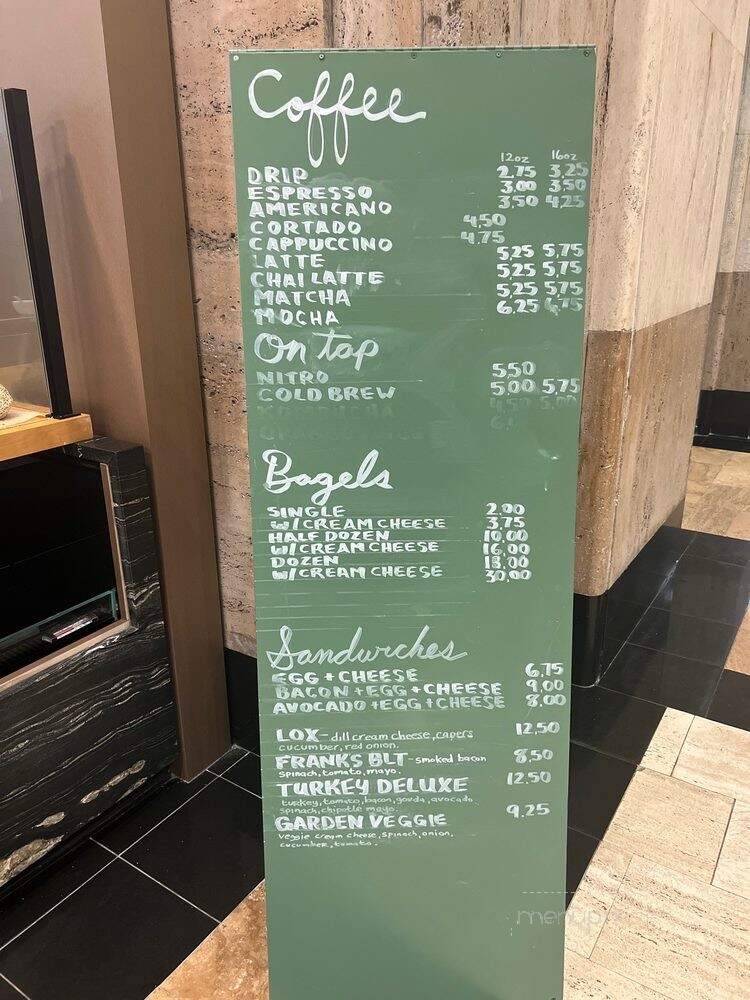 Coffee
12oz 16oz
DRIP 2.75 3.25
ESPRESSO 3.00 3.50
AMERICANO 3.50 4.25
CORTADO 4.50
CAPPUCCINO 4.75
LATTE 5.25 5.75
CHAI LATTE 5.25 5.75
MATCHA 5.25 5.75
MOCHA 6.25 6.75
On tap
NITRO 5.50
COLD BREW 5.00 5.75
KOMBUCHA 4.50 5.00
Bagels
SINGLE 2.00
W/CREAM CHEESE 3.75
HALF DOZEN 10.00
W/CREAM CHEESE 16.00
DOZEN 18.00
W/CREAM CHEESE 30.00
Sandwiches
EGG + CHEESE 6.75
BACON + EGG + CHEESE 9.00
AVOCADO + EGG + CHEESE 8.00
LOX - dill cream cheese, capers 12.50
cucumber, red onion.
FRANKS BLT - smoked bacon 8.50
spinach, tomato, mayo.
TURKEY DELUXE 12.50
turkey, tomato, bacon, gouda, avocado
spinach, chipotle mayo.
GARDEN VEGGIE 9.25
veggie cream cheese, spinach, onion,
cucumber, tomato.